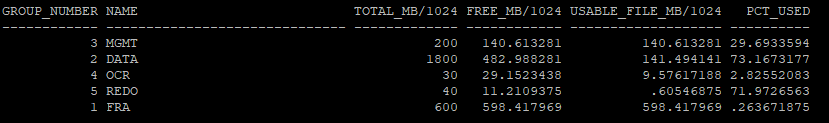 GROUP_NUMBER NAME TOTAL_MB/1024 FREE_MB/1024 USABLE_FILE_MB/1024 PCT_USED
------------ ------------------------------ ------------- ------------ ------------------- ----------
3 MGMT 200 140.613281 140.613281 29.6933594
2 DATA 1800 482.988281 141.494141 73.1673177
4 OCR 30 29.1523438 9.57617188 2.82552083
5 REDO 40 11.2109375 .60546875 71.9726563
1 FRA 600 598.417969 598.417969 .263671875